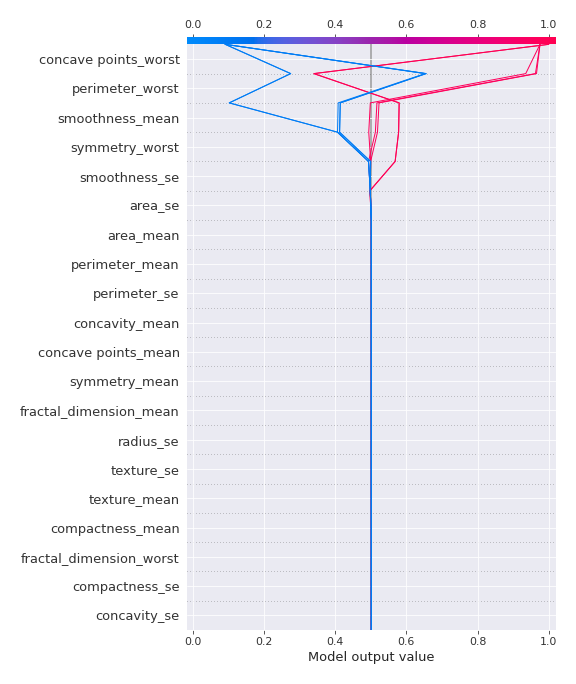 0.0 0.2 0.4 0.6 0.8 1.0
concave points_worst
perimeter_worst
smoothness_mean
symmetry_worst
smoothness_se
area_se
area_mean
perimeter_mean
perimeter_se
concavity_mean
concave points_mean
symmetry_mean
fractal_dimension_mean
radius_se
texture_se
texture_mean
compactness_mean
fractal_dimension_worst
compactness_se
concavity_se
0.0 0.2 0.4 0.6 0.8 1.0
Model output value